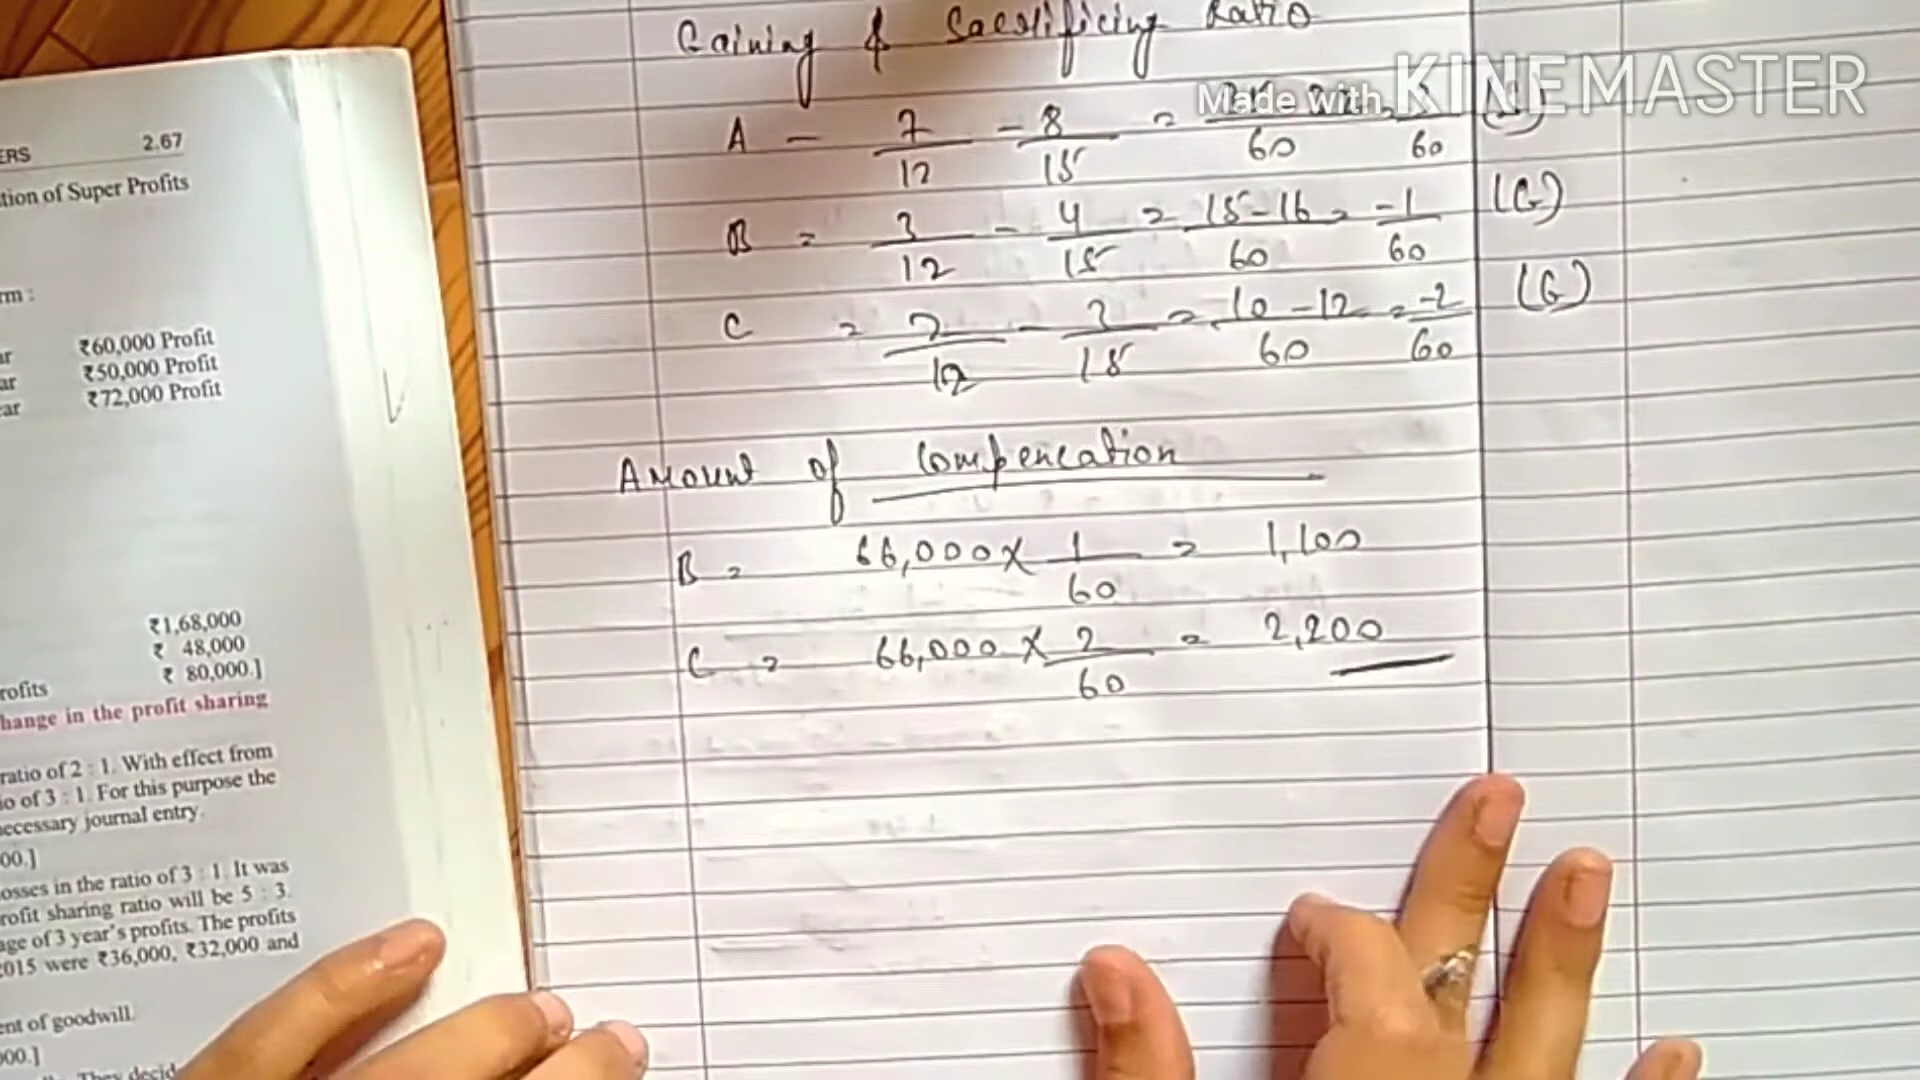 ERS 2.67
tion of Super Profits
rm :
ar ₹60,000 Profit
ar ₹50,000 Profit
ear ₹72,000 Profit
₹1,68,000
₹ 48,000
rofits ₹ 80,000.]
hange in the profit sharing
ratio of 2 : 1. With effect from
io of 3 : 1. For this purpose the
ecessary journal entry.
00.]
osses in the ratio of 3 : 1. It was
rofit sharing ratio will be 5 : 3.
age of 3 year's profits. The profits
2015 were ₹36,000, ₹32,000 and
ent of goodwill.
000.]
They decid
Gaining & Sacrificing Ratio
Made with KINEMASTER
A - 7/12 - 8/15 = /60 3/60 (S)
B = 3/12 - 4/15 = 15-16/60 = -1/60 (G)
C = 2/12 - 3/15 = 10-12/60 = -2/60 (G)
Amount of Compencation
B = 66,000 X 1/60 = 1,100
C = 66,000 X 2/60 = 2,200